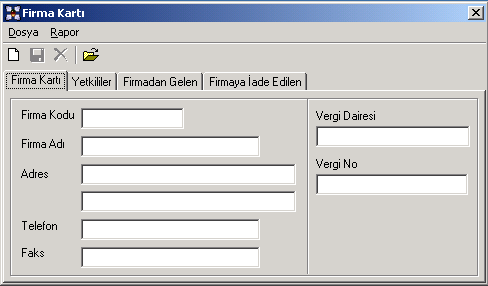 Firma Kartı
Dosya Rapor
Firma Kartı Yetkililer Firmadan Gelen Firmaya İade Edilen
Firma Kodu
Firma Adı
Adres
Telefon
Faks
Vergi Dairesi
Vergi No